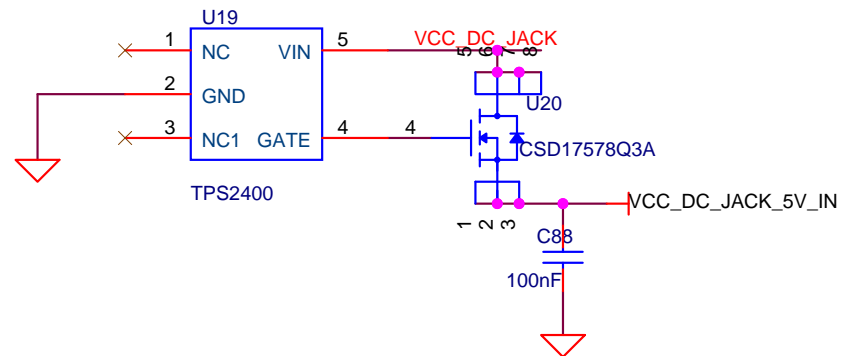 U19
1
NC
VIN
5
VCC_DC_JACK
5
6
7
8
2
GND
U20
3
NC1
GATE
4
4
CSD17578Q3A
TPS2400
1
2
3
VCC_DC_JACK_5V_IN
C88
100nF